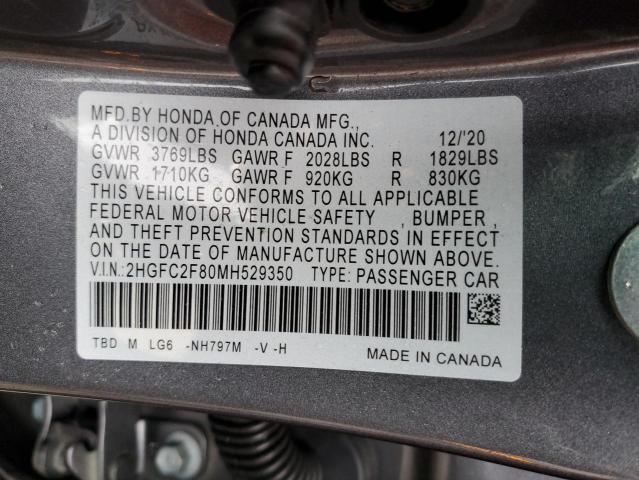 MFD.BY HONDA OF CANADA MFG.,
A DIVISION OF HONDA CANADA INC. 12/'20
GVWR 3769LBS GAWR F 2028LBS R 1829LBS
GVWR 1710KG GAWR F 920KG R 830KG
THIS VEHICLE CONFORMS TO ALL APPLICABLE
FEDERAL MOTOR VEHICLE SAFETY , BUMPER ,
AND THEFT PREVENTION STANDARDS IN EFFECT
ON THE DATE OF MANUFACTURE SHOWN ABOVE.
V.I.N.:2HGFC2F80MH529350 TYPE: PASSENGER CAR
TBD M LG6 -NH797M -V -H
MADE IN CANADA